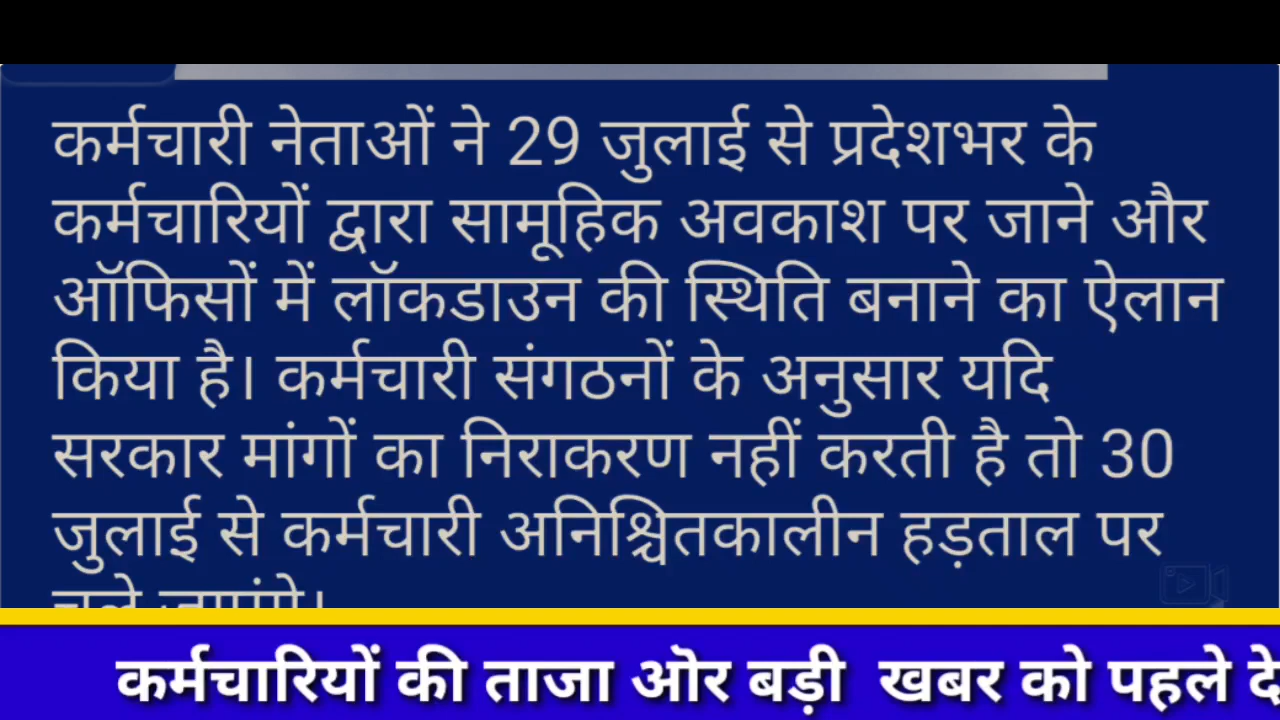 कर्मचारी नेताओं ने 29 जुलाई से प्रदेशभर के
कर्मचारियों द्वारा सामूहिक अवकाश पर जाने और
ऑफिसों में लॉकडाउन की स्थिति बनाने का ऐलान
किया है। कर्मचारी संगठनों के अनुसार यदि
सरकार मांगों का निराकरण नहीं करती है तो 30
जुलाई से कर्मचारी अनिश्चितकालीन हड़ताल पर
कर्मचारियों की ताजा ऒर बड़ी खबर को पहले